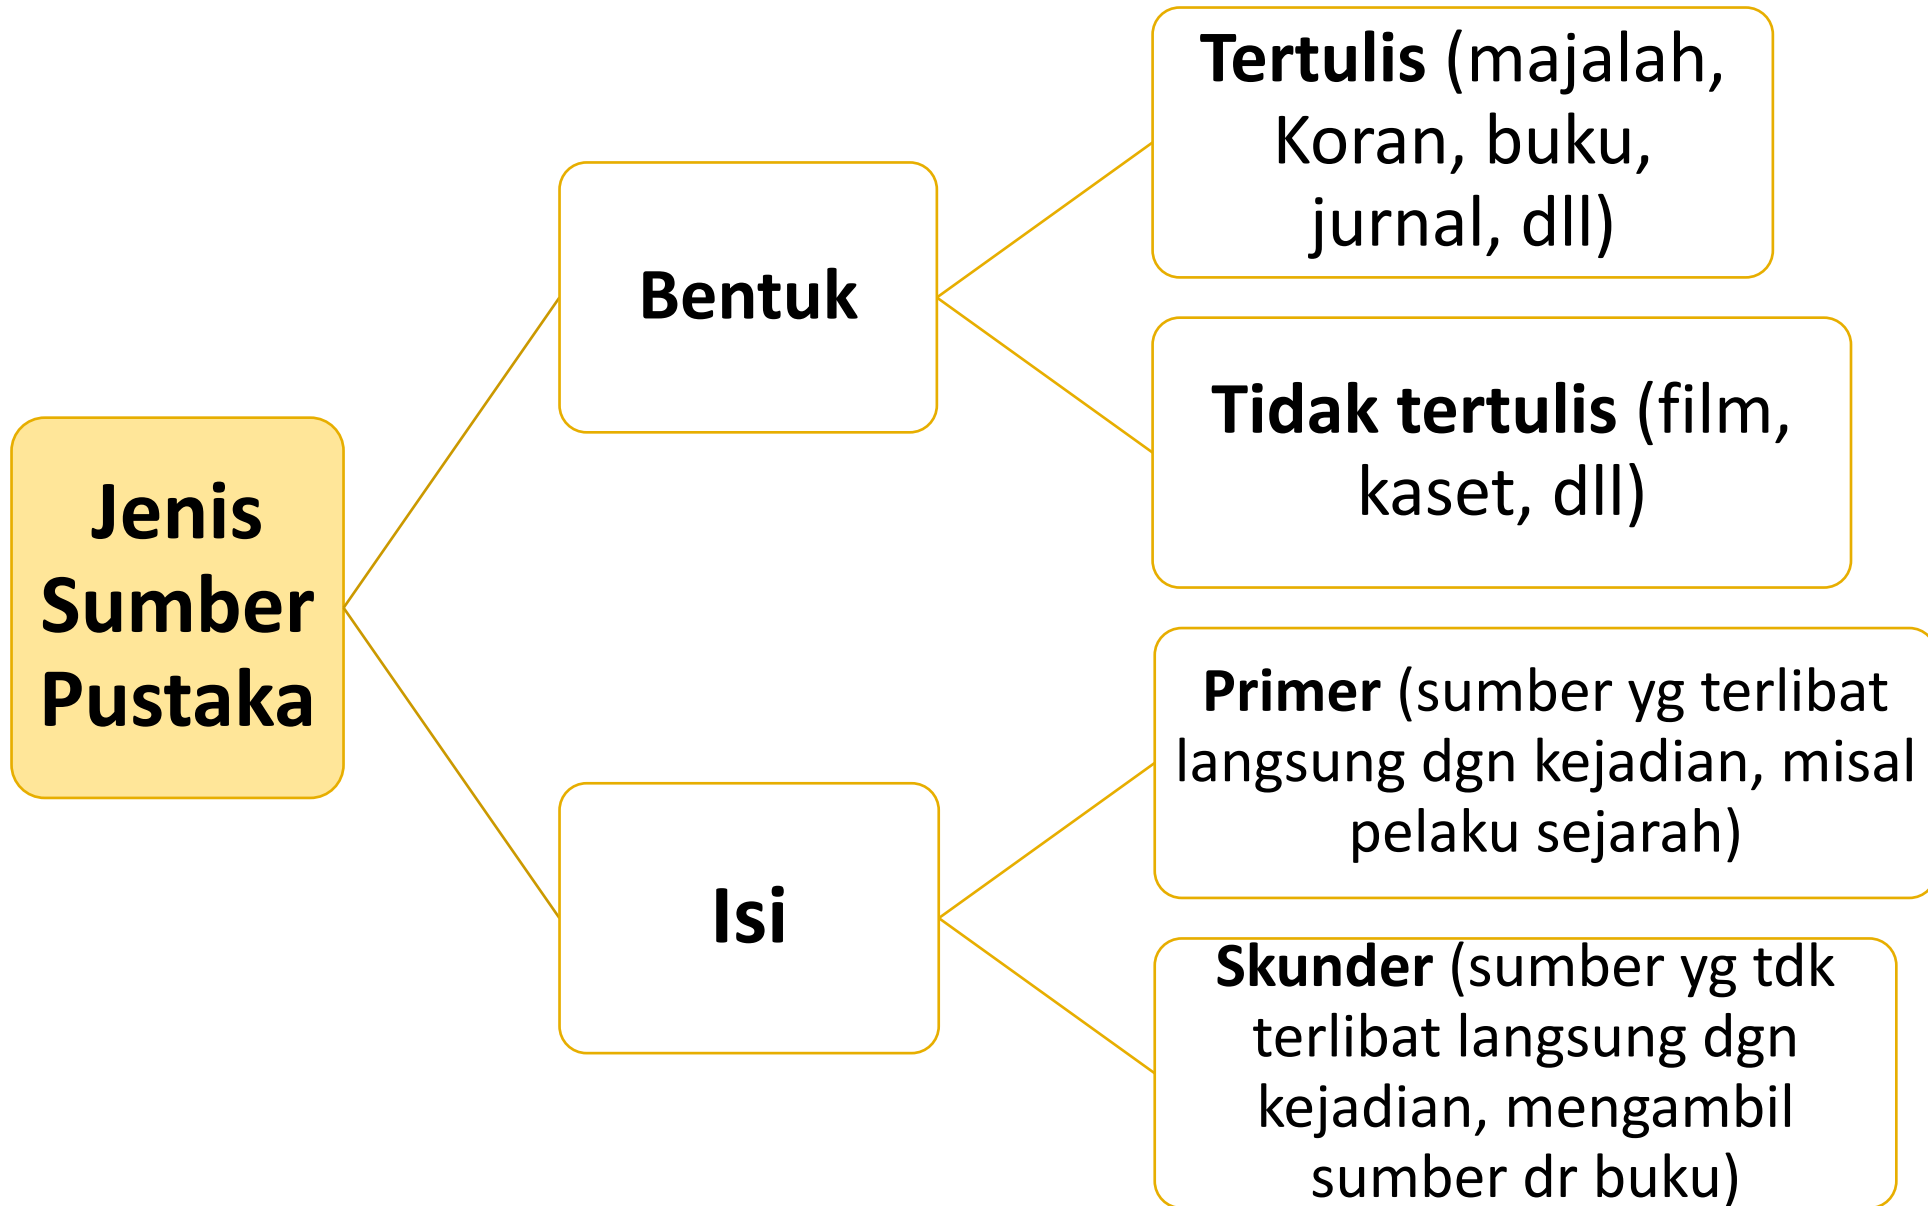 Jenis
Sumber
Pustaka
Bentuk
Tertulis (majalah,
Koran, buku,
jurnal, dll)
Tidak tertulis (film,
kaset, dll)
Isi
Primer (sumber yg terlibat
langsung dgn kejadian, misal
pelaku sejarah)
Skunder (sumber yg tdk
terlibat langsung dgn
kejadian, mengambil
sumber dr buku)